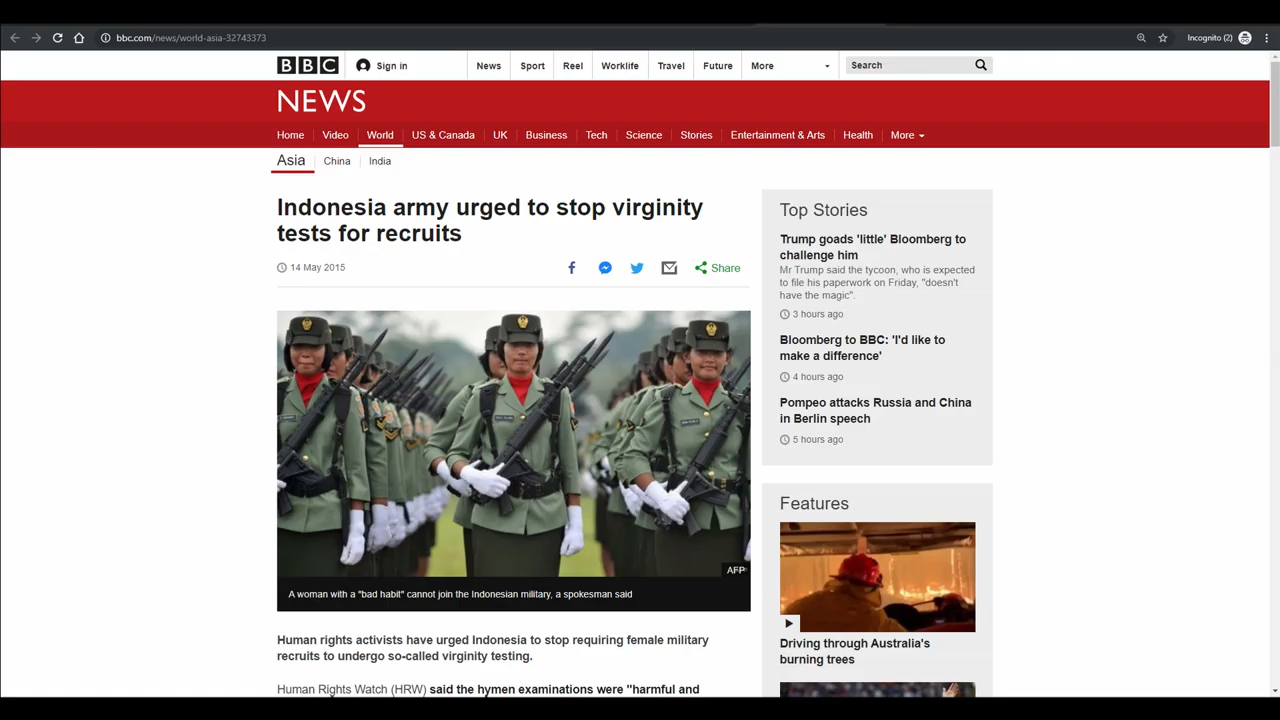 bbc.com/news/world-asia-32743373
Incognito (2)
BBC
Sign in
News
Sport
Reel
Worklife
Travel
Future
More
Search
NEWS
Home
Video
World
US & Canada
UK
Business
Tech
Science
Stories
Entertainment & Arts
Health
More
Asia
China
India
Indonesia army urged to stop virginity
tests for recruits
14 May 2015
Share
AFP
A woman with a "bad habit" cannot join the Indonesian military, a spokesman said
Human rights activists have urged Indonesia to stop requiring female military
recruits to undergo so-called virginity testing.
Human Rights Watch (HRW) said the hymen examinations were "harmful and
Top Stories
Trump goads 'little' Bloomberg to
challenge him
Mr Trump said the tycoon, who is expected
to file his paperwork on Friday, "doesn't
have the magic".
3 hours ago
Bloomberg to BBC: 'I'd like to
make a difference'
4 hours ago
Pompeo attacks Russia and China
in Berlin speech
5 hours ago
Features
Driving through Australia's
burning trees